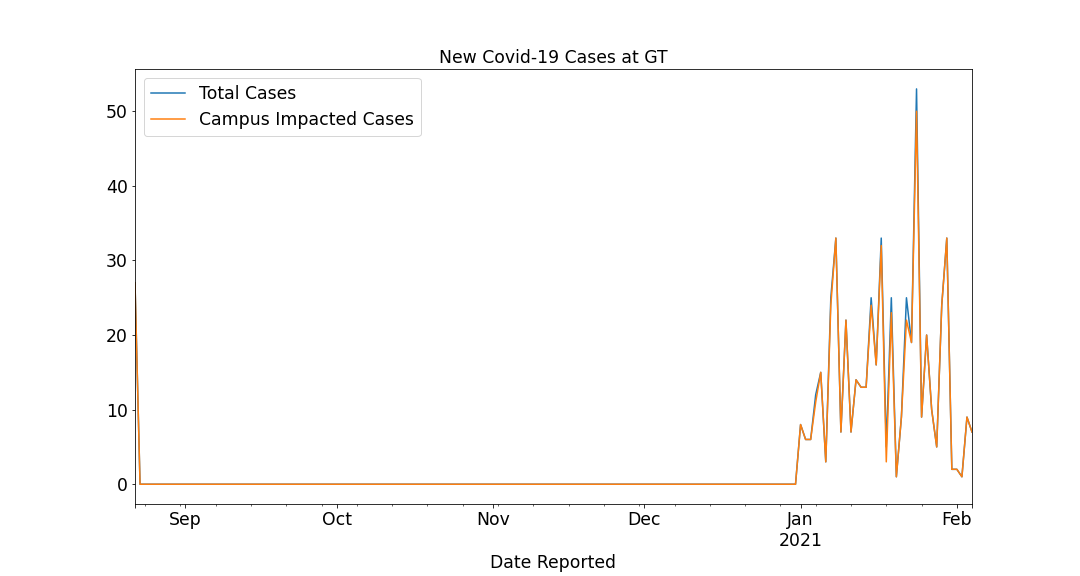 New Covid-19 Cases at GT
Total Cases
Campus Impacted Cases
50
40
30
20
10
0
Sep Oct Nov Dec Jan Feb
2021
Date Reported